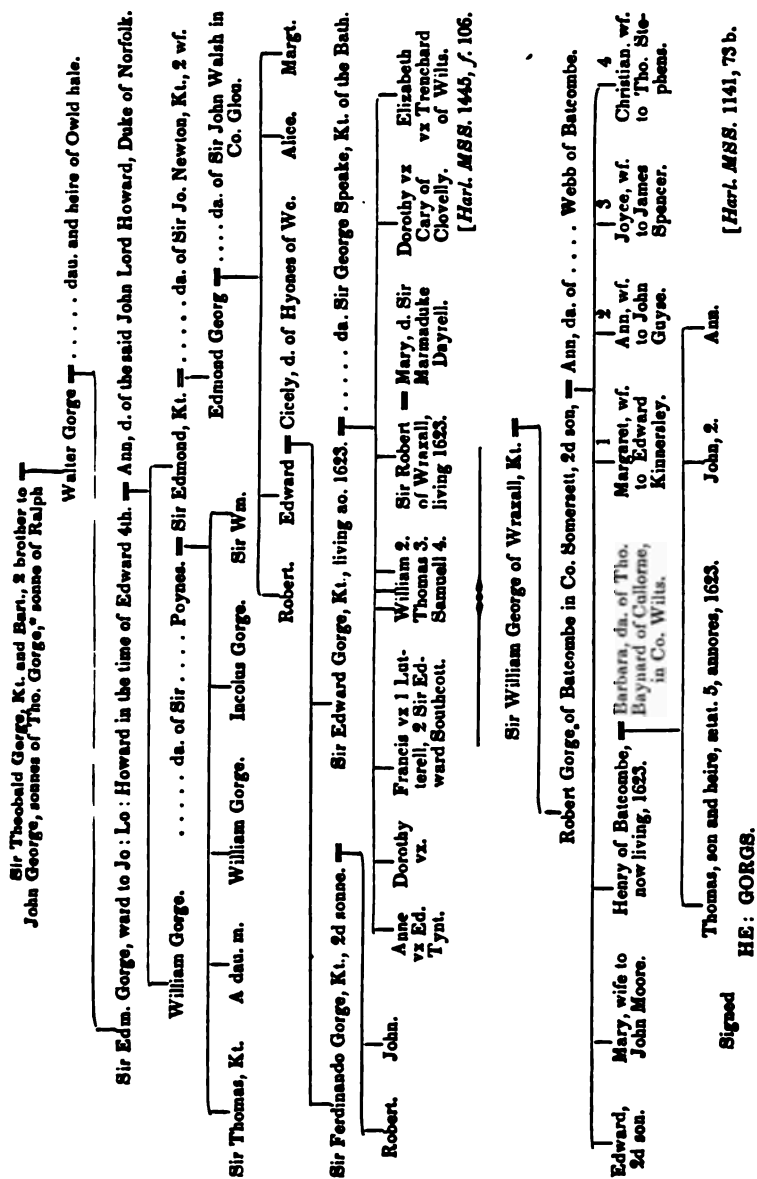 Sir Theobald Gorge, Kt. and Bart., 2 brother to
John George, sonnes of Tho. Gorge,* sonne of Ralph
Walter Gorge = ..... dau. and heire of Owld hale.
Sir Edm. Gorge, ward to Jo: Lo: Howard in the time of Edward 4th. = Ann, d. of the said John Lord Howard, Duke of Norfolk.
William Gorge. ..... da. of Sir .... Poynes. = Sir Edmond, Kt. = ..... da. of Sir Jo. Newton, Kt., 2 wf.
Sir Thomas, Kt. A dau. m. William Gorge. Incolus Gorge. Sir Wm. Edmond Georg = .... da. of Sir John Walsh in
Co. Glou.
Robert. Edward = Cicely, d. of Hyones of We. Alice. Margt.
Sir Ferdinando Gorge, Kt., 2d sonne. = Sir Edward Gorge, Kt., living ao. 1623. = ...... da. Sir George Speake, Kt. of the Bath.
Robert. John. Anne
vx Ed.
Tynt. Dorothy
vx. Francis vx 1 Lut-
terell, 2 Sir Ed-
ward Southcott. William 2.
Thomas 3.
Samuell 4. Sir Robert
of Wraxall,
living 1623. = Mary, d. Sir
Marmaduke
Dayrell. Dorothy vx
Cary of
Clovelly. Elizabeth
vx Trenchard
of Wilts.
[Harl. MSS. 1445, f. 106.
Sir William George of Wraxall, Kt. =
Robert Gorge, of Batcombe in Co. Somersett, 2d son, = Ann, da. of .... Webb of Batcombe.
Edward,
2d son. Mary, wife to
John Moore. Henry of Batcombe,
now living, 1623. = Barbara, da. of Tho.
Baynard of Cullorne,
in Co. Wilts. 1
Margaret, wf.
to Edward
Kinnersley. 2
Ann, wf.
to John
Guyse. 3
Joyce, wf.
to James
Spencer. 4
Christian. wf.
to Tho. Ste-
phens.
Thomas, son and heire, ætat. 5, annores, 1623. John, 2. Ann.
Signed
HE: GORGS.
[Harl. MSS. 1141, 73 b.